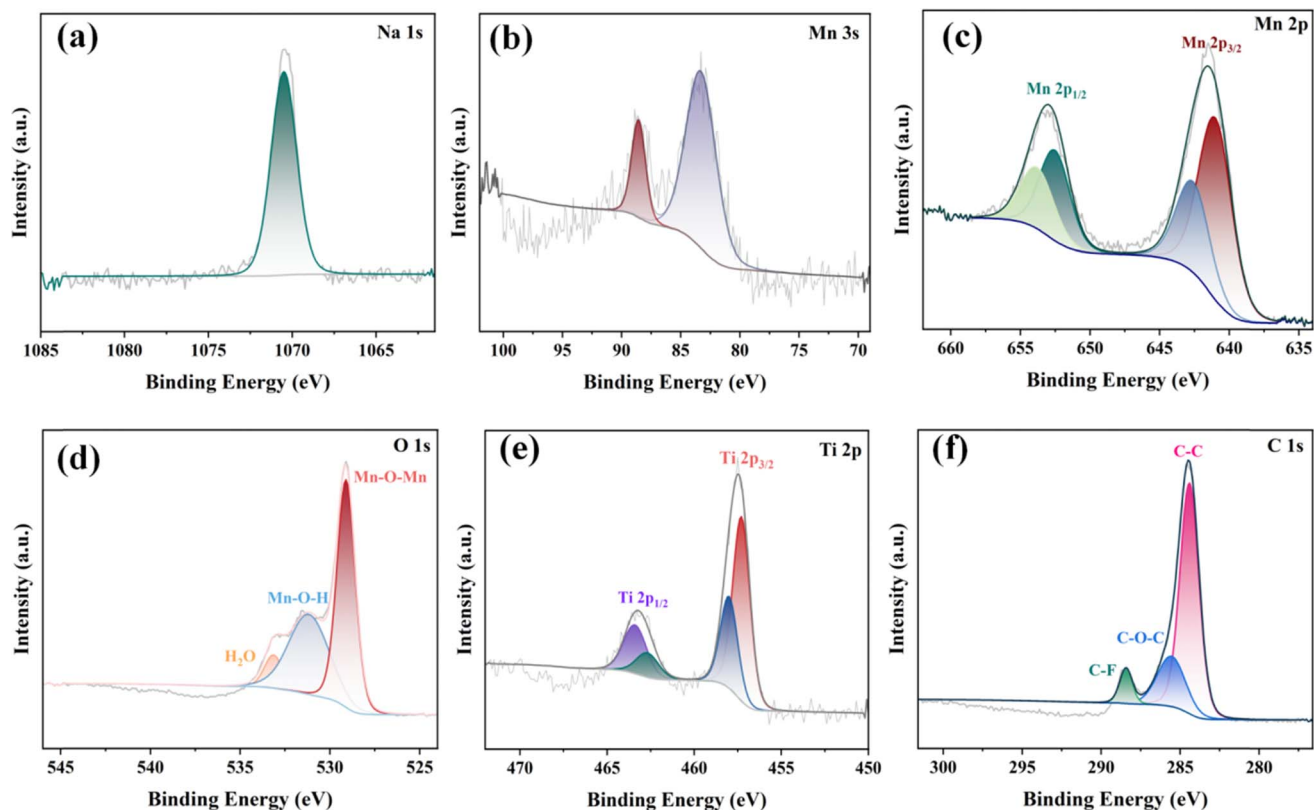 (a)
Na 1s
Intensity (a.u.)
1085 1080 1075 1070 1065
Binding Energy (eV)
(b)
Mn 3s
Intensity (a.u.)
100 95 90 85 80 75 70
Binding Energy (eV)
(c)
Mn 2p
Mn 2p3/2
Mn 2p1/2
Intensity (a.u.)
660 655 650 645 640 635
Binding Energy (eV)
(d)
O 1s
Mn-O-Mn
Mn-O-H
H2O
Intensity (a.u.)
545 540 535 530 525
Binding Energy (eV)
(e)
Ti 2p
Ti 2p3/2
Ti 2p1/2
Intensity (a.u.)
470 465 460 455 450
Binding Energy (eV)
(f)
C 1s
C-C
C-O-C
C-F
Intensity (a.u.)
300 295 290 285 280
Binding Energy (eV)